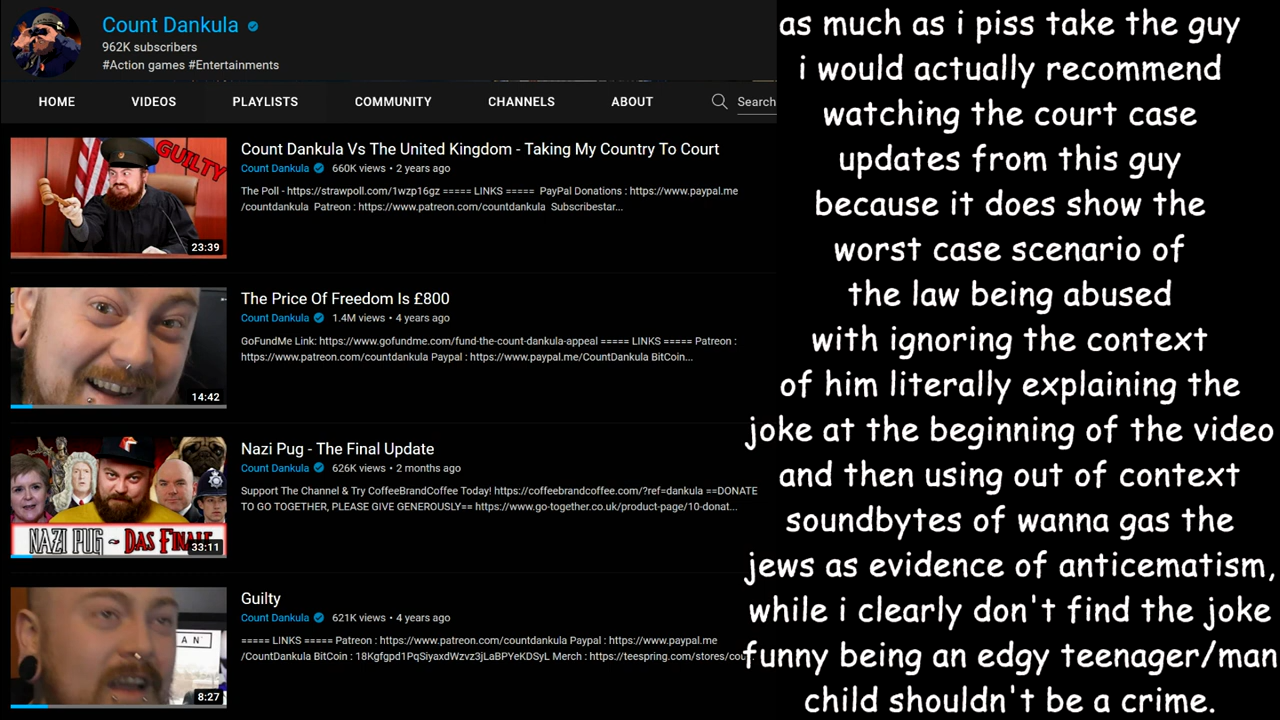 Count Dankula
962K subscribers
#Action games #Entertainments
HOME VIDEOS PLAYLISTS COMMUNITY CHANNELS ABOUT Search
GUILTY
23:39
Count Dankula Vs The United Kingdom - Taking My Country To Court
Count Dankula 660K views • 2 years ago
The Poll - https://strawpoll.com/1wzp16gz ===== LINKS ===== PayPal Donations : https://www.paypal.me
/countdankula Patreon : https://www.patreon.com/countdankula Subscribestar...
14:42
The Price Of Freedom Is £800
Count Dankula 1.4M views • 4 years ago
GoFundMe Link: https://www.gofundme.com/fund-the-count-dankula-appeal ===== LINKS ===== Patreon :
https://www.patreon.com/countdankula Paypal : https://www.paypal.me/CountDankula BitCoin...
NAZI PUG ~ DAS FINALE
33:11
Nazi Pug - The Final Update
Count Dankula 626K views • 2 months ago
Support The Channel & Try CoffeeBrandCoffee Today! https://coffeebrandcoffee.com/?ref=dankula ==DONATE
TO GO TOGETHER, PLEASE GIVE GENEROUSLY== https://www.go-together.co.uk/product-page/10-donat...
AN
8:27
Guilty
Count Dankula 621K views • 4 years ago
===== LINKS ===== Patreon : https://www.patreon.com/countdankula Paypal : https://www.paypal.me
/CountDankula BitCoin : 18Kgfgpd1PqSiyaxdWzvz3jLaBPYeKDSyL Merch : https://teespring.com/stores/cou
as much as i piss take the guy
i would actually recommend
watching the court case
updates from this guy
because it does show the
worst case scenario of
the law being abused
with ignoring the context
of him literally explaining the
joke at the beginning of the video
and then using out of context
soundbytes of wanna gas the
jews as evidence of anticematism,
while i clearly don't find the joke
funny being an edgy teenager/man
child shouldn't be a crime.